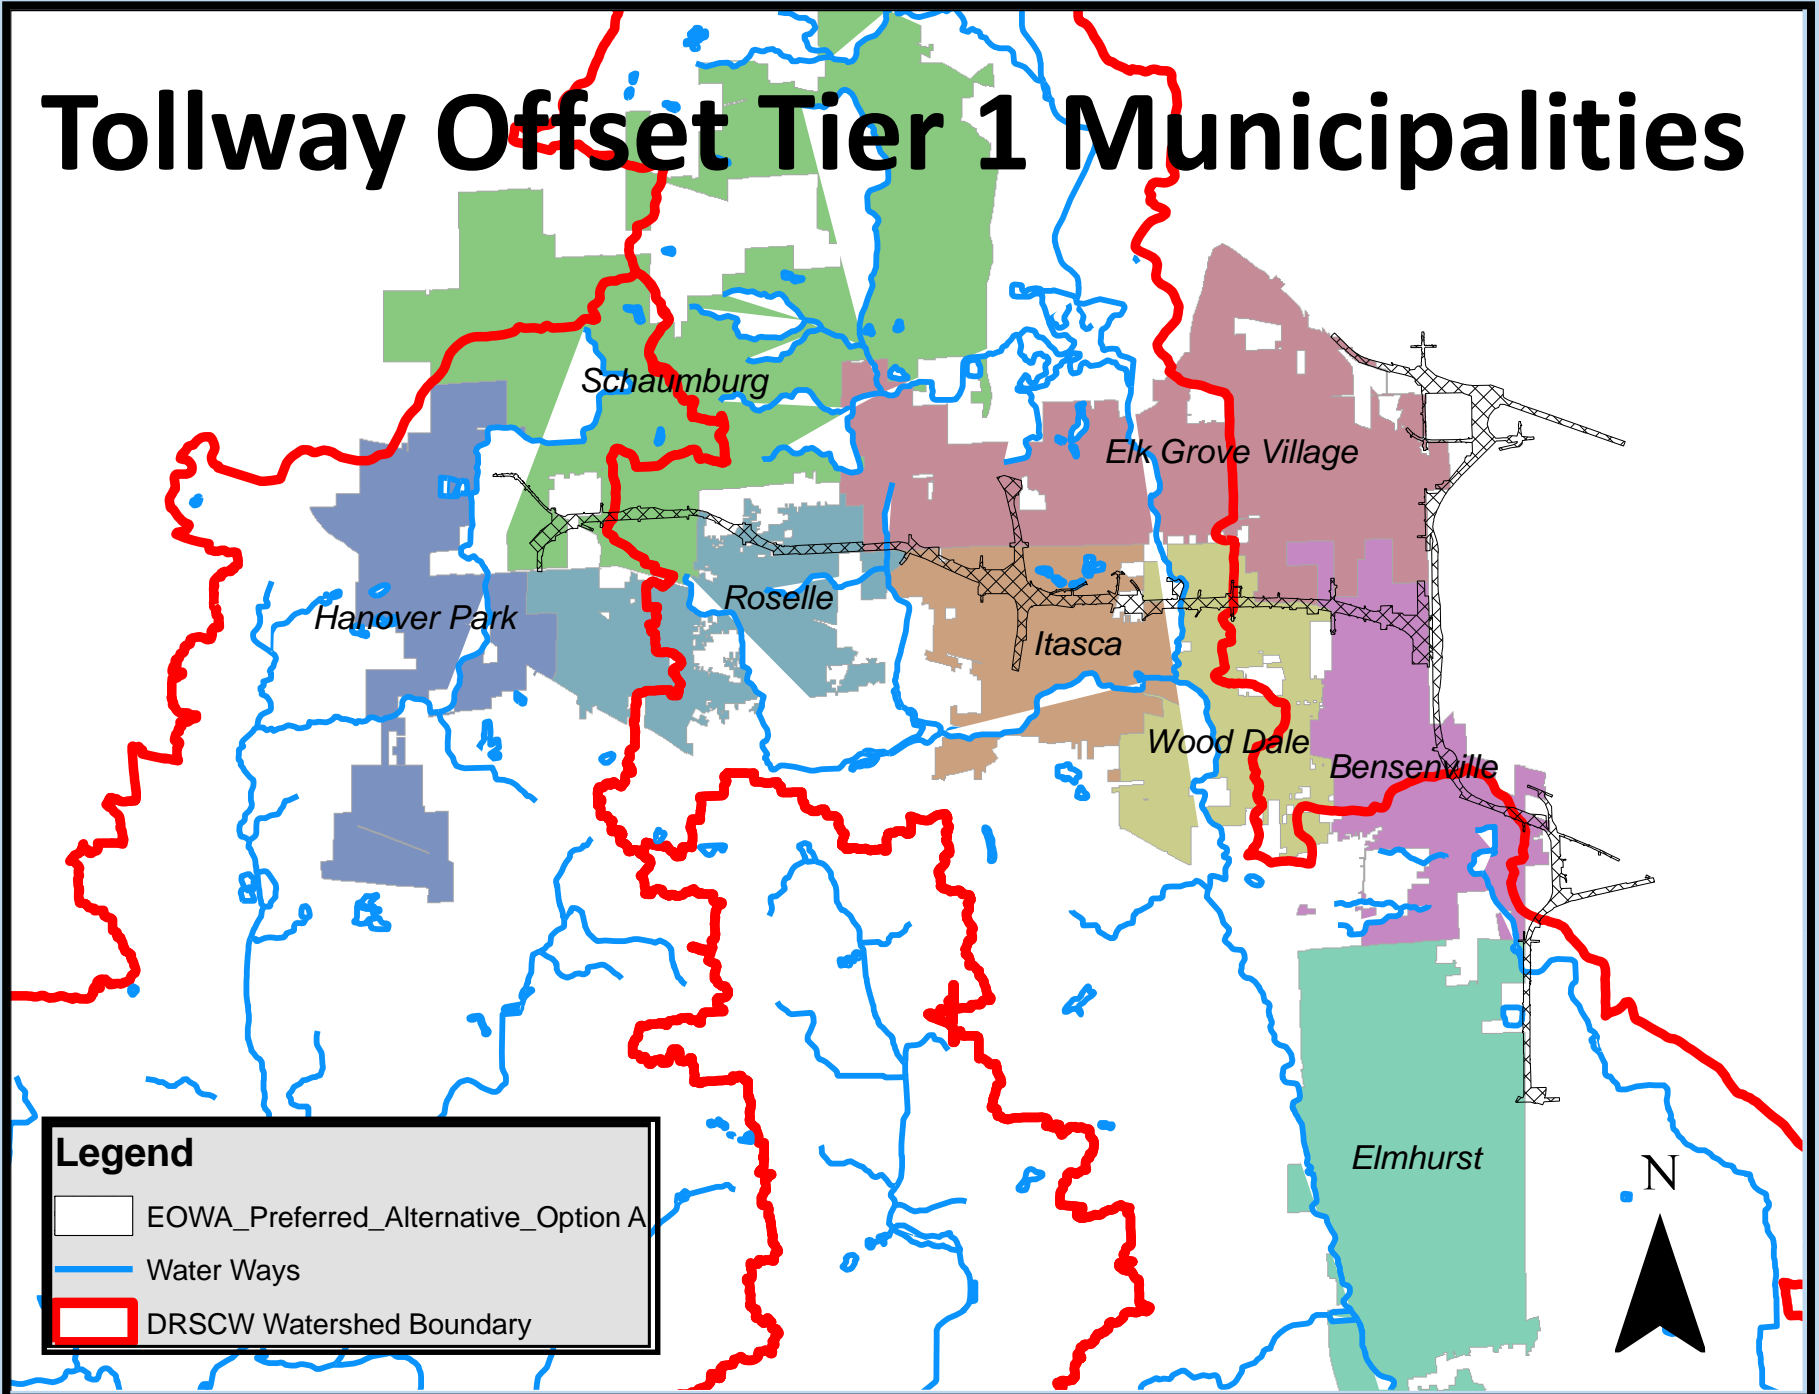 Tollway Offset Tier 1 Municipalities
Schaumburg
Elk Grove Village
Hanover Park
Roselle
Itasca
Wood Dale
Bensenville
Elmhurst
N
Legend
EOWA_Preferred_Alternative_Option A
Water Ways
DRSCW Watershed Boundary